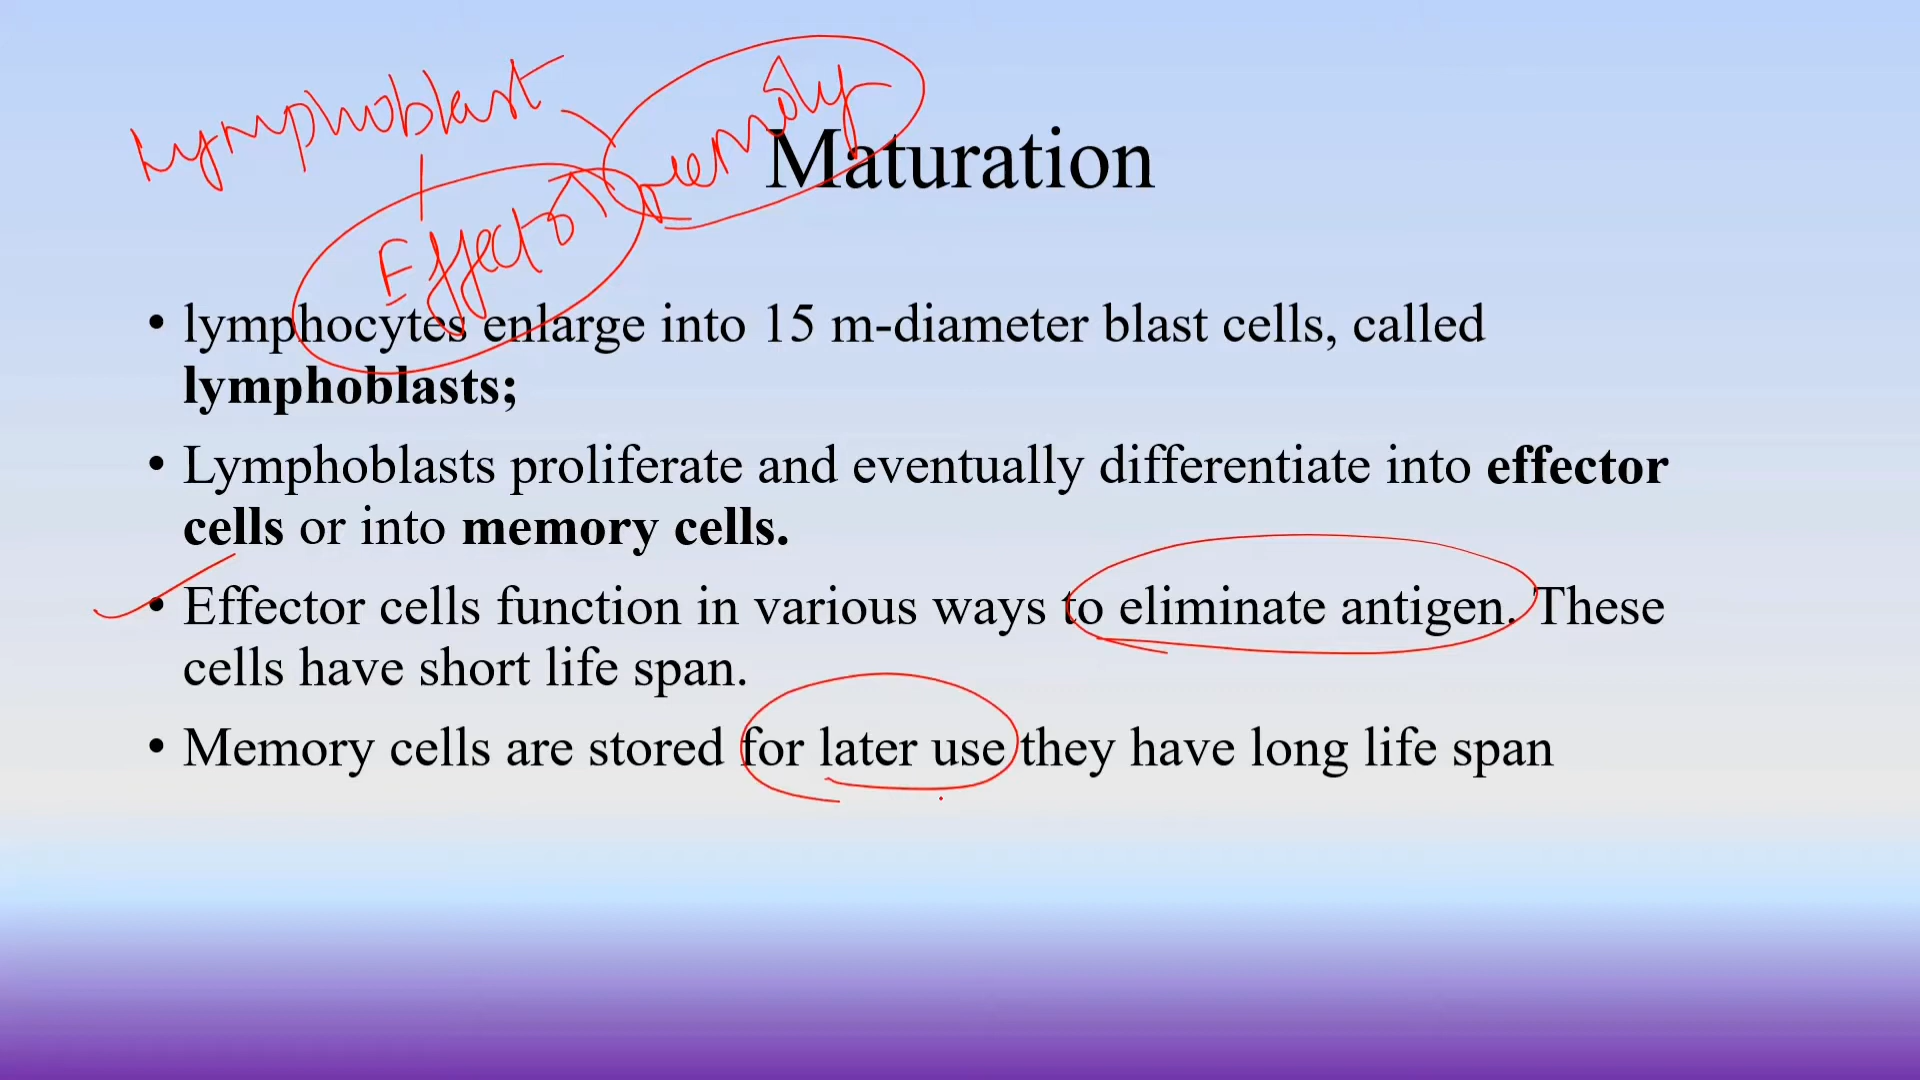 Lymphoblast
memory
Maturation
Effector
• lymphocytes enlarge into 15 m-diameter blast cells, called
lymphoblasts;
• Lymphoblasts proliferate and eventually differentiate into effector
cells or into memory cells.
• Effector cells function in various ways to eliminate antigen. These
cells have short life span.
• Memory cells are stored for later use they have long life span